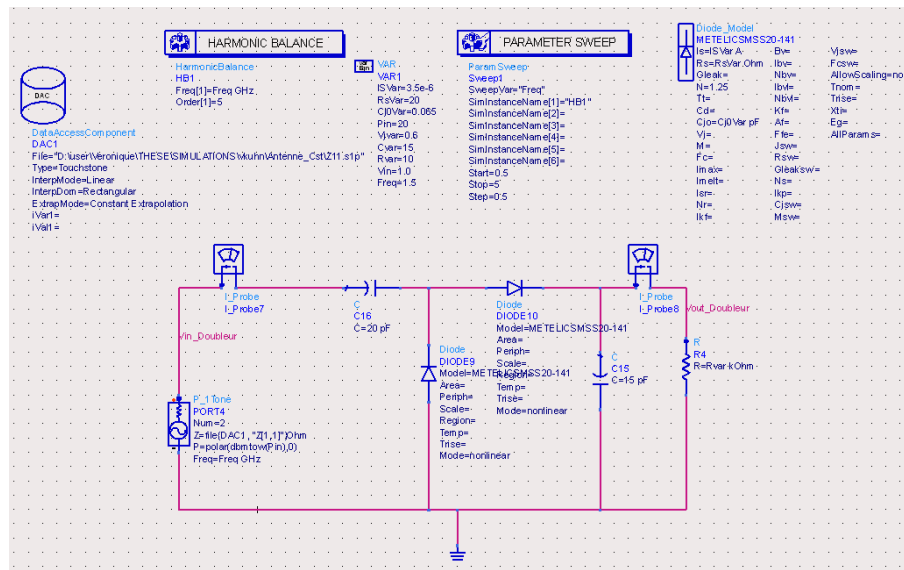 HARMONIC BALANCE
HarmonicBalance
HB1
Freq[1]=Freq GHz
Order[1]=5
VAR
VAR1
ISVar=3.5e-6
RsVar=20
Cj0Var=0.065
Pin=20
Vjvar=0.6
Cvar=15
Rvar=10
Vin=1.0
Freq=1.5
PARAMETER SWEEP
ParamSweep
Sweep1
SweepVar="Freq"
SimInstanceName[1]="HB1"
SimInstanceName[2]=
SimInstanceName[3]=
SimInstanceName[4]=
SimInstanceName[5]=
SimInstanceName[6]=
Start=0.5
Stop=5
Step=0.5
Diode_Model
METELICSMSS20-141
Is=ISVar A
Rs=RsVar Ohm
Gleak=
N=1.25
Tt=
Cd=
Cjo=Cj0Var pF
Vj=
M=
Fc=
Imax=
Imelt=
Isr=
Nr=
Ikf=
Bv=
Ibv=
Nbv=
Ibvl=
Nbvl=
Kf=
Af=
Ffe=
Jsw=
Rsw=
Gleaksw=
Ns=
Ikp=
Cjsw=
Msw=
Vjsw=
Fcsw=
AllowScaling=no
Tnom=
Trise=
Xti=
Eg=
AllParams=
DAC
DataAccessComponent
DAC1
File="D:\user\Veronique\THESE\SIMULATIONS\Mkuhn\Antenne_Cst\Z11.s1p"
Type=Touchstone
InterpMode=Linear
InterpDom=Rectangular
ExtrapMode=Constant Extrapolation
iVar1=
iVal1=
I_Probe
I_Probe7
C
C16
C=20 pF
Diode
DIODE10
Model=METELICSMSS20-141
Area=
Periph=
Scale=
Region=
Temp=
Trise=
Mode=nonlinear
I_Probe
I_Probe8
Vout_Doubleur
Vin_Doubleur
Diode
DIODE9
Model=METELICSMSS20-141
Area=
Periph=
Scale=
Region=
Temp=
Trise=
Mode=nonlinear
C
C15
C=15 pF
R
R4
R=Rvar kOhm
P_1Tone
PORT4
Num=2
Z=file{DAC1, "Z[1,1]"}Ohm
P=polar(dbmtow(Pin),0)
Freq=Freq GHz